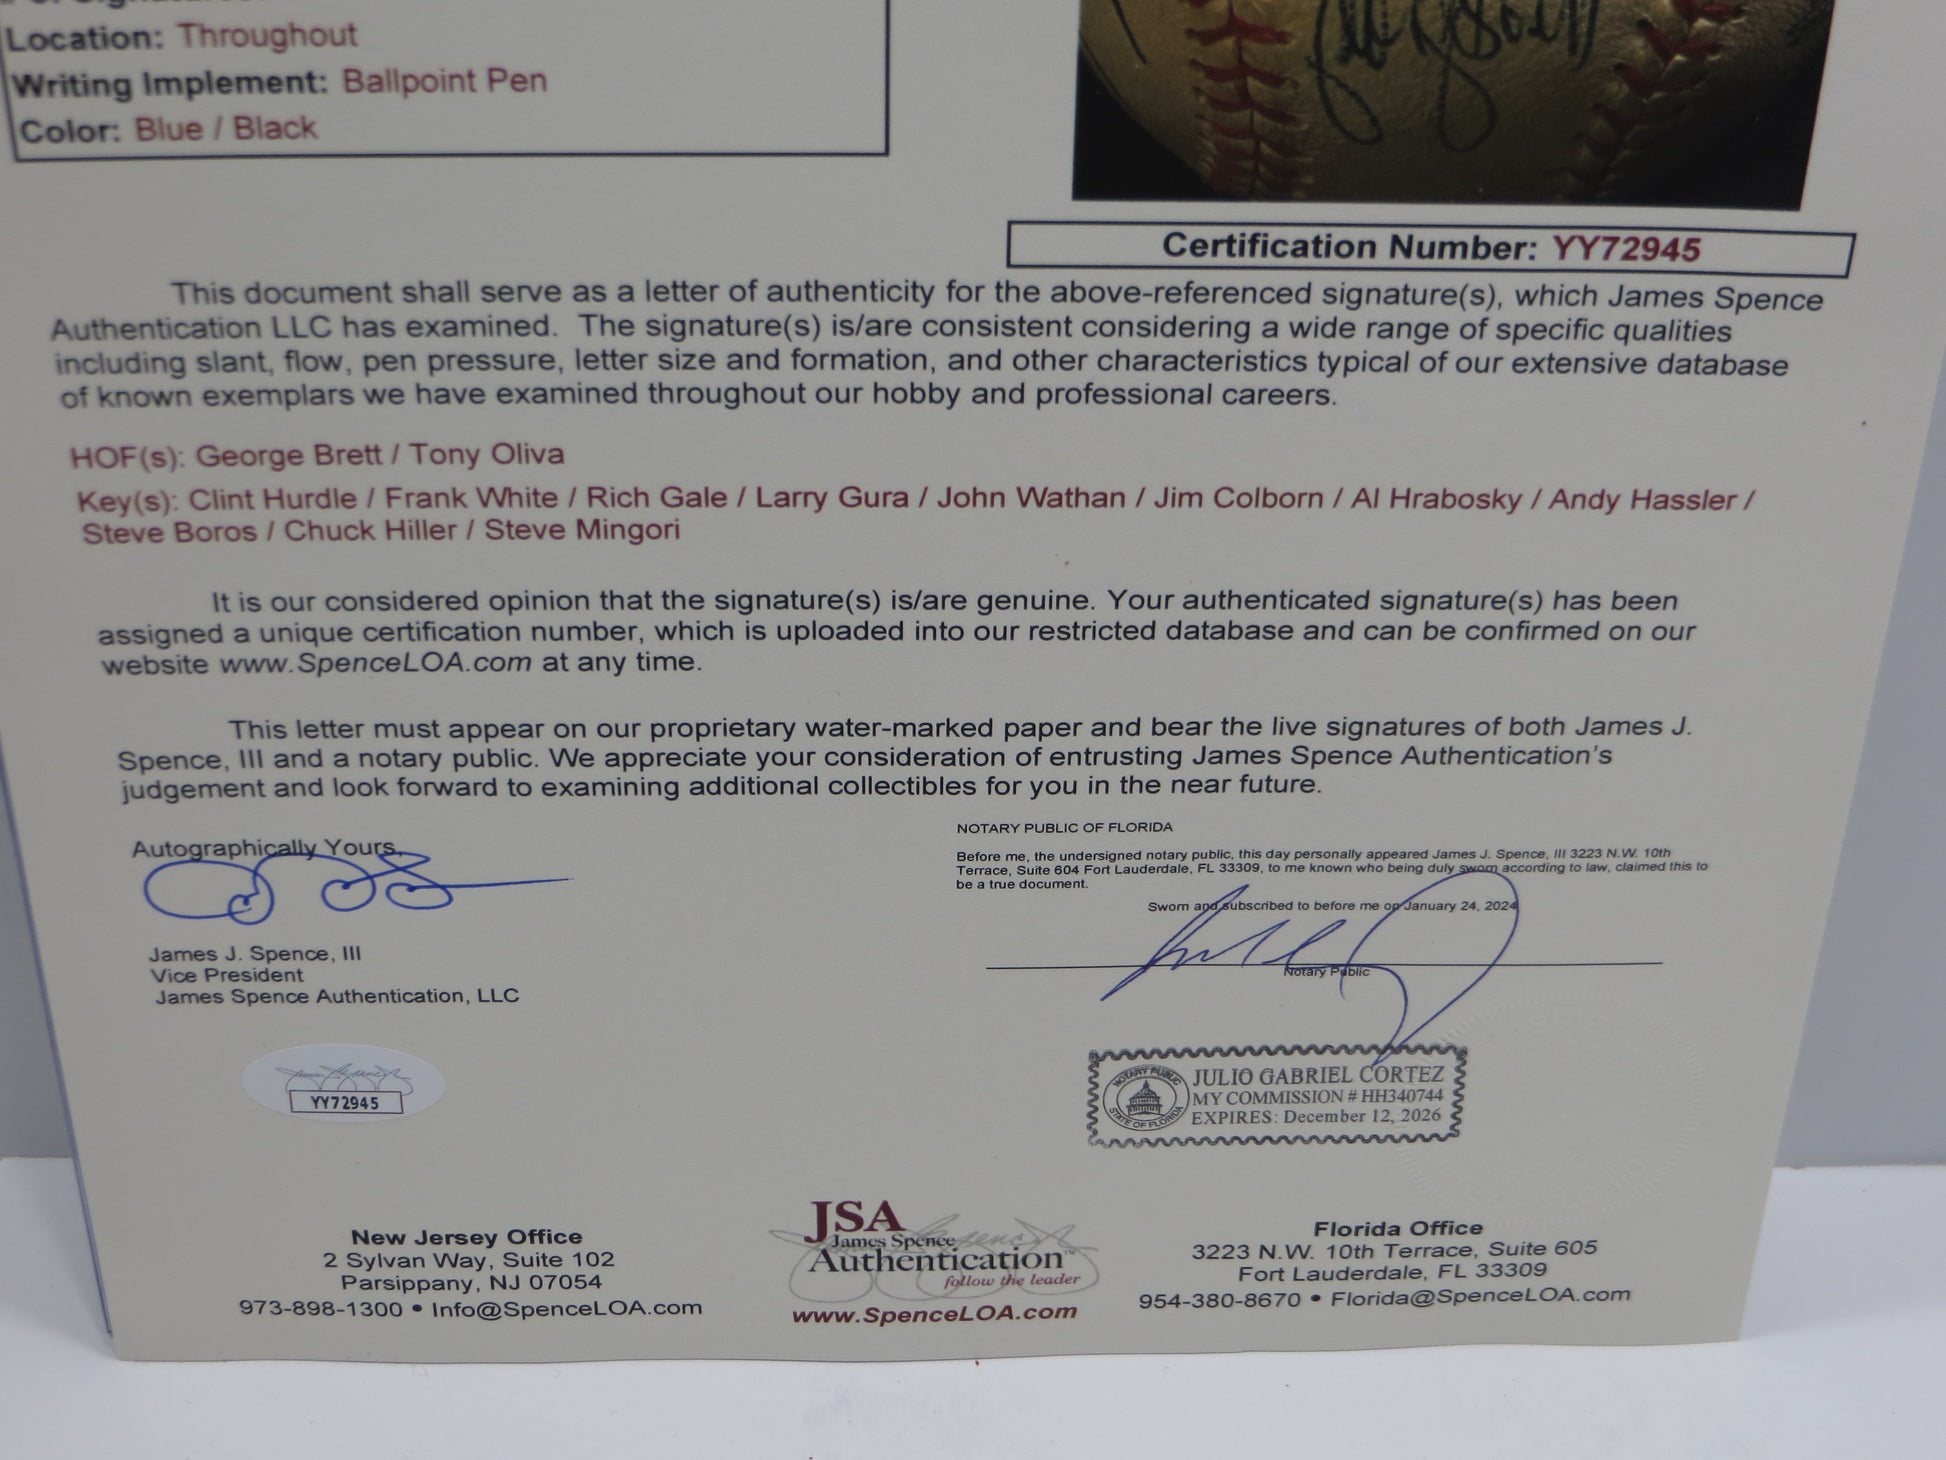 Location: Throughout
Writing Implement: Ballpoint Pen
Color: Blue / Black
Certification Number: YY72945
This document shall serve as a letter of authenticity for the above-referenced signature(s), which James Spence
Authentication LLC has examined. The signature(s) is/are consistent considering a wide range of specific qualities
including slant, flow, pen pressure, letter size and formation, and other characteristics typical of our extensive database
of known exemplars we have examined throughout our hobby and professional careers.
HOF(s): George Brett / Tony Oliva
Key(s): Clint Hurdle / Frank White / Rich Gale / Larry Gura / John Wathan / Jim Colborn / Al Hrabosky / Andy Hassler /
Steve Boros / Chuck Hiller / Steve Mingori
It is our considered opinion that the signature(s) is/are genuine. Your authenticated signature(s) has been
assigned a unique certification number, which is uploaded into our restricted database and can be confirmed on our
website www.SpenceLOA.com at any time.
This letter must appear on our proprietary water-marked paper and bear the live signatures of both James J.
Spence, III and a notary public. We appreciate your consideration of entrusting James Spence Authentication's
judgement and look forward to examining additional collectibles for you in the near future.
Autographically Yours,
James J. Spence, III
Vice President
James Spence Authentication, LLC
YY72945
NOTARY PUBLIC OF FLORIDA
Before me, the undersigned notary public, this day personally appeared James J. Spence, III 3223 N.W. 10th
Terrace, Suite 604 Fort Lauderdale, FL 33309, to me known who being duly sworn according to law, claimed this to
be a true document.
Sworn and subscribed to before me on January 24, 2024
Notary Public
NOTARY PUBLIC
STATE OF FLORIDA
JULIO GABRIEL CORTEZ
MY COMMISSION # HH340744
EXPIRES: December 12, 2026
New Jersey Office
2 Sylvan Way, Suite 102
Parsippany, NJ 07054
973-898-1300 • Info@SpenceLOA.com
JSA
James Spence
Authentication™
follow the leader
www.SpenceLOA.com
Florida Office
3223 N.W. 10th Terrace, Suite 605
Fort Lauderdale, FL 33309
954-380-8670 • Florida@SpenceLOA.com